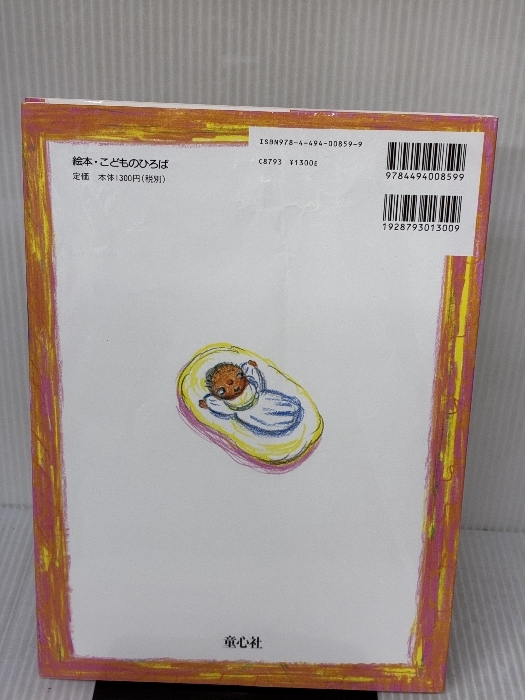 ISBN978-4-494-00859-9
C8793 ¥1300E
9784494008599
1928793013009
絵本・こどものひろば
定価 本体1300円(税別)
童心社